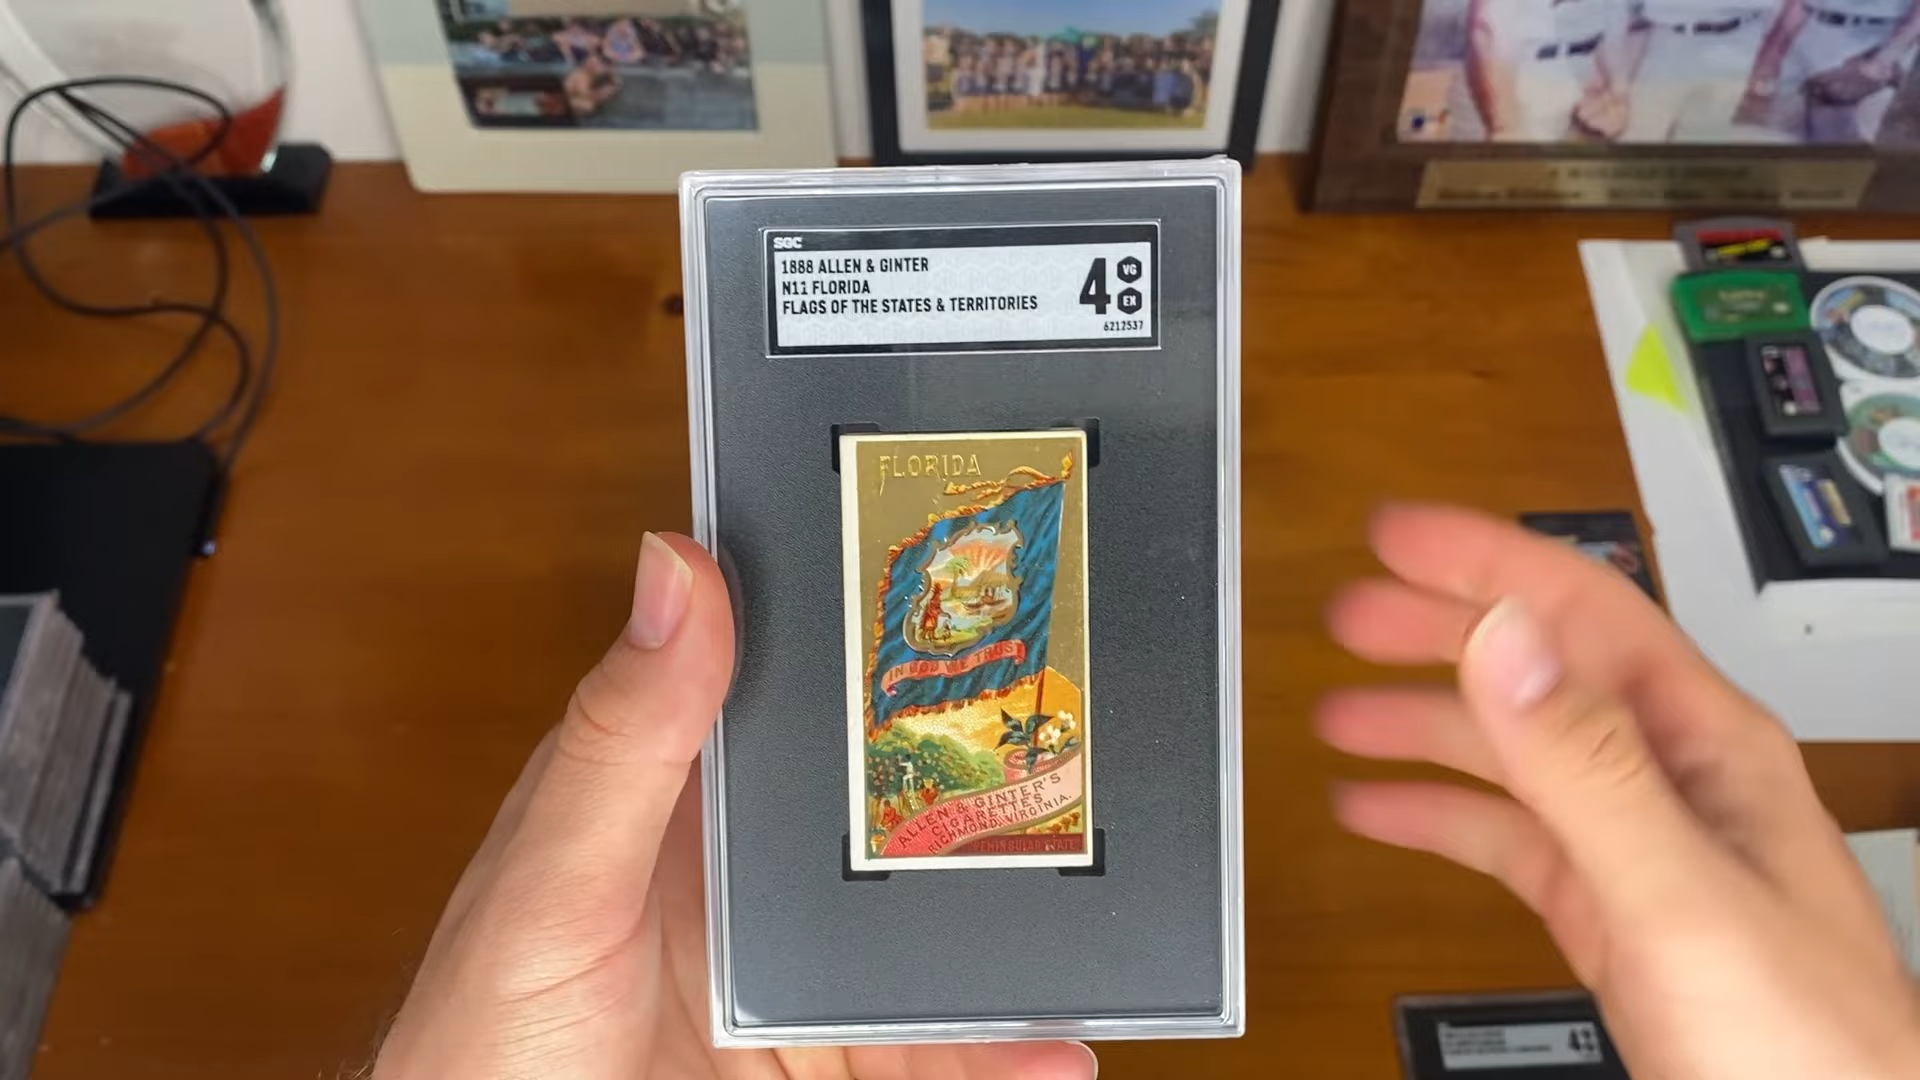 SGC
1888 ALLEN & GINTER
N11 FLORIDA
FLAGS OF THE STATES & TERRITORIES
4
VG
EX
6212537
FLORIDA
IN GOD WE TRUST
ALLEN & GINTER'S
CIGARETTES
RICHMOND, VIRGINIA.
PENINSULAR STATE
4